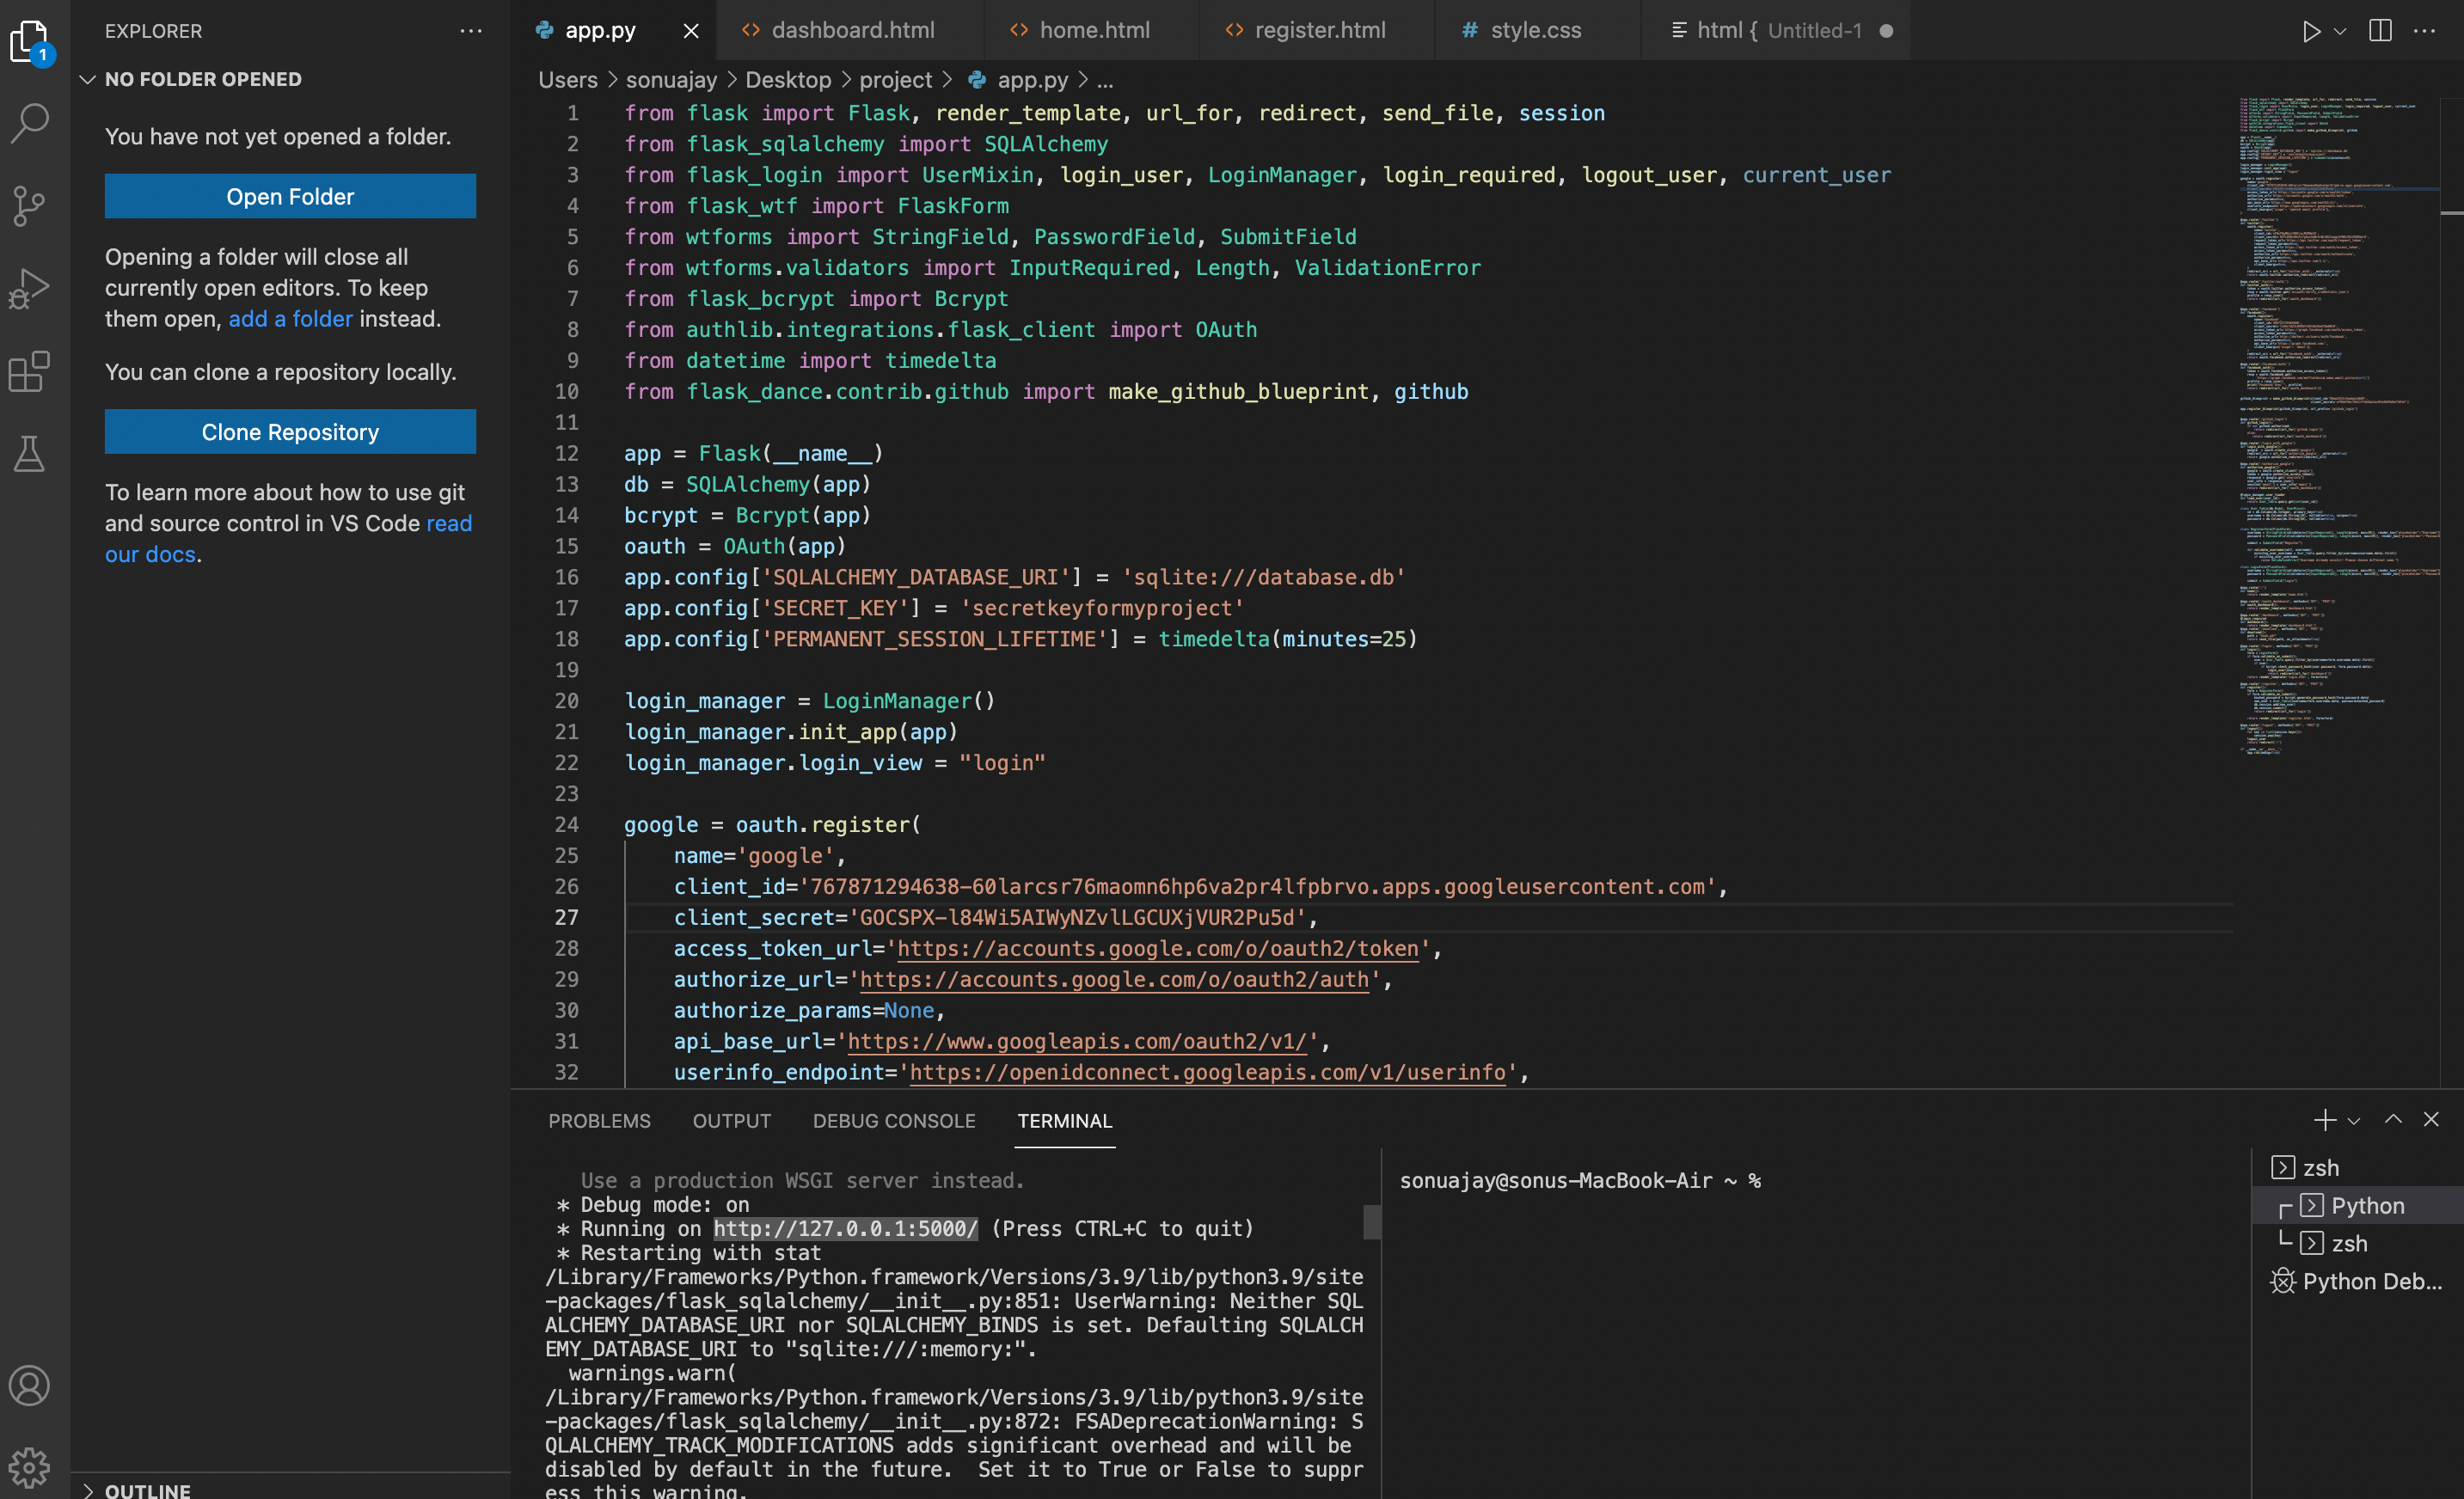 EXPLORER
NO FOLDER OPENED
You have not yet opened a folder.
Open Folder
Opening a folder will close all
currently open editors. To keep
them open, add a folder instead.
You can clone a repository locally.
Clone Repository
To learn more about how to use git
and source control in VS Code read
our docs.
OUTLINE
1
app.py
dashboard.html
home.html
register.html
# style.css
html { Untitled-1
Users > sonuajay > Desktop > project > app.py > ...
1 from flask import Flask, render_template, url_for, redirect, send_file, session
2 from flask_sqlalchemy import SQLAlchemy
3 from flask_login import UserMixin, login_user, LoginManager, login_required, logout_user, current_user
4 from flask_wtf import FlaskForm
5 from wtforms import StringField, PasswordField, SubmitField
6 from wtforms.validators import InputRequired, Length, ValidationError
7 from flask_bcrypt import Bcrypt
8 from authlib.integrations.flask_client import OAuth
9 from datetime import timedelta
10 from flask_dance.contrib.github import make_github_blueprint, github
11
12 app = Flask(__name__)
13 db = SQLAlchemy(app)
14 bcrypt = Bcrypt(app)
15 oauth = OAuth(app)
16 app.config['SQLALCHEMY_DATABASE_URI'] = 'sqlite:///database.db'
17 app.config['SECRET_KEY'] = 'secretkeyformyproject'
18 app.config['PERMANENT_SESSION_LIFETIME'] = timedelta(minutes=25)
19
20 login_manager = LoginManager()
21 login_manager.init_app(app)
22 login_manager.login_view = "login"
23
24 google = oauth.register(
25 name='google',
26 client_id='767871294638-60larcsr76maomn6hp6va2pr4lfpbrvo.apps.googleusercontent.com',
27 client_secret='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',
28 access_token_url='https://accounts.google.com/o/oauth2/token',
29 authorize_url='https://accounts.google.com/o/oauth2/auth',
30 authorize_params=None,
31 api_base_url='https://www.googleapis.com/oauth2/v1/',
32 userinfo_endpoint='https://openidconnect.googleapis.com/v1/userinfo',
PROBLEMS OUTPUT DEBUG CONSOLE TERMINAL
Use a production WSGI server instead.
* Debug mode: on
* Running on http://127.0.0.1:5000/ (Press CTRL+C to quit)
* Restarting with stat
/Library/Frameworks/Python.framework/Versions/3.9/lib/python3.9/site
-packages/flask_sqlalchemy/__init__.py:851: UserWarning: Neither SQL
ALCHEMY_DATABASE_URI nor SQLALCHEMY_BINDS is set. Defaulting SQLALCH
EMY_DATABASE_URI to "sqlite:///:memory:".
warnings.warn(
/Library/Frameworks/Python.framework/Versions/3.9/lib/python3.9/site
-packages/flask_sqlalchemy/__init__.py:872: FSADeprecationWarning: S
QLALCHEMY_TRACK_MODIFICATIONS adds significant overhead and will be
disabled by default in the future.  Set it to True or False to suppr
ess this warning.
sonuajay@sonus-MacBook-Air ~ %
zsh
Python
zsh
Python Deb...